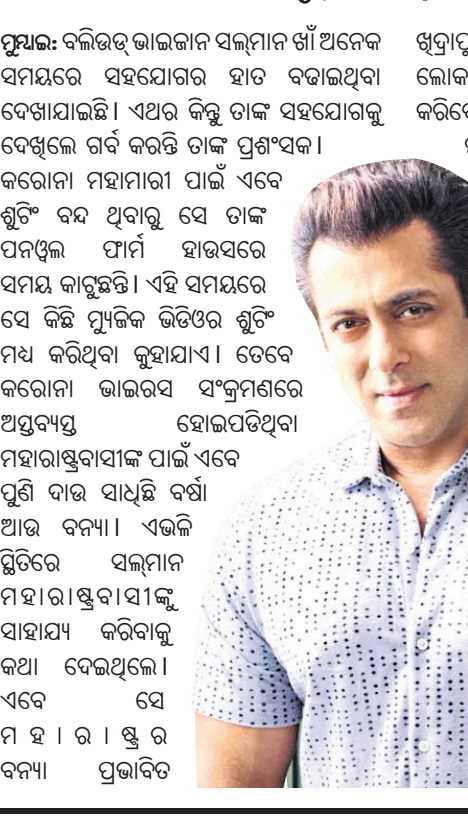 ମୁମ୍ବାଇ: ବଲିଉଡ୍ ଭାଇଜାନ ସଲ୍‌ମାନ ଖାଁ ଅନେକ
ସମୟରେ ସହଯୋଗର ହାତ ବଢାଇଥିବା
ଦେଖାଯାଇଛି। ଏଥର କିନ୍ତୁ ତାଙ୍କ ସହଯୋଗକୁ
ଦେଖିଲେ ଗର୍ବ କରନ୍ତି ତାଙ୍କ ପ୍ରଶଂସକ।
କରୋନା ମହାମାରୀ ପାଇଁ ଏବେ
ଶୁଟିଂ ବନ୍ଦ ଥିବାରୁ ସେ ତାଙ୍କ
ପନୱେଲ ଫାର୍ମ ହାଉସରେ
ସମୟ କାଟୁଛନ୍ତି। ଏହି ସମୟରେ
ସେ କିଛି ମ୍ୟୁଜିକ ଭିଡିଓର ଶୁଟିଂ
ମଧ୍ୟ କରିଥିବା କୁହାଯାଏ। ତେବେ
କରୋନା ଭାଇରସ ସଂକ୍ରମଣରେ
ଅସ୍ତବ୍ୟସ୍ତ ହୋଇପଡିଥିବା
ମହାରାଷ୍ଟ୍ରବାସୀଙ୍କ ପାଇଁ ଏବେ
ପୁଣି ଦାଉ ସାଧିଛି ବର୍ଷା
ଆଉ ବନ୍ୟା। ଏଭଳି
ସ୍ଥିତିରେ ସଲ୍‌ମାନ
ମହାରାଷ୍ଟ୍ରବାସୀଙ୍କୁ
ସାହାଯ୍ୟ କରିବାକୁ
କଥା ଦେଇଥିଲେ।
ଏବେ ସେ
ମହାରାଷ୍ଟ୍ରର
ବନ୍ୟା ପ୍ରଭାବିତ